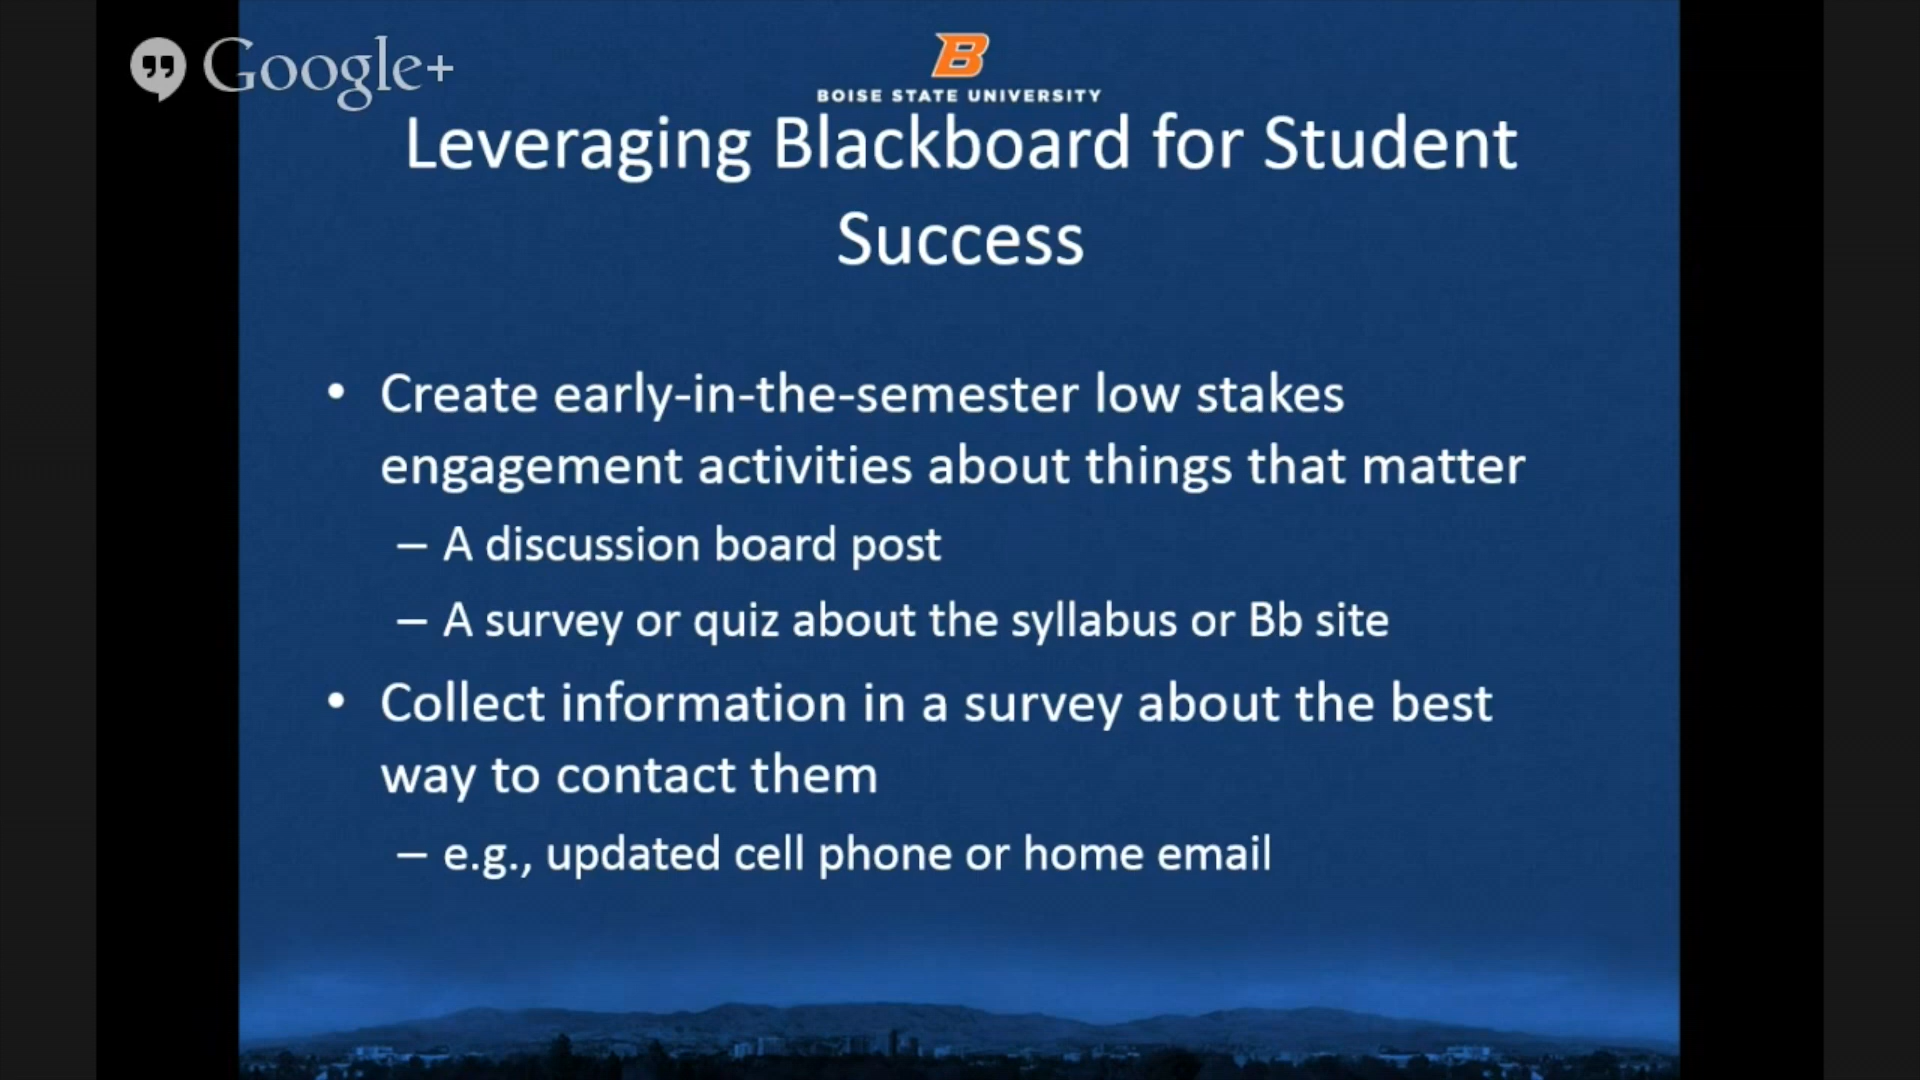 Google+
B
BOISE STATE UNIVERSITY
Leveraging Blackboard for Student
Success
• Create early-in-the-semester low stakes
engagement activities about things that matter
– A discussion board post
– A survey or quiz about the syllabus or Bb site
• Collect information in a survey about the best
way to contact them
– e.g., updated cell phone or home email